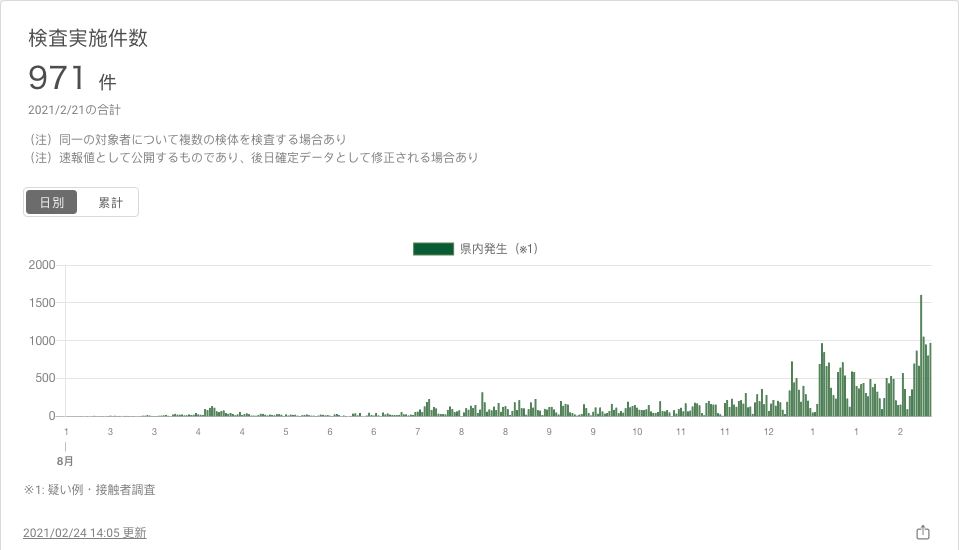 検査実施件数
971 件
2021/2/21の合計
（注）同一の対象者について複数の検体を検査する場合あり
（注）速報値として公開するものであり、後日確定データとして修正される場合あり
日別 累計
県内発生（※1）
2000
1500
1000
500
0
1 3 3 4 4 5 6 6 7 8 8 9 9 10 11 11 12 1 1 2
8月
※1: 疑い例・接触者調査
2021/02/24 14:05 更新